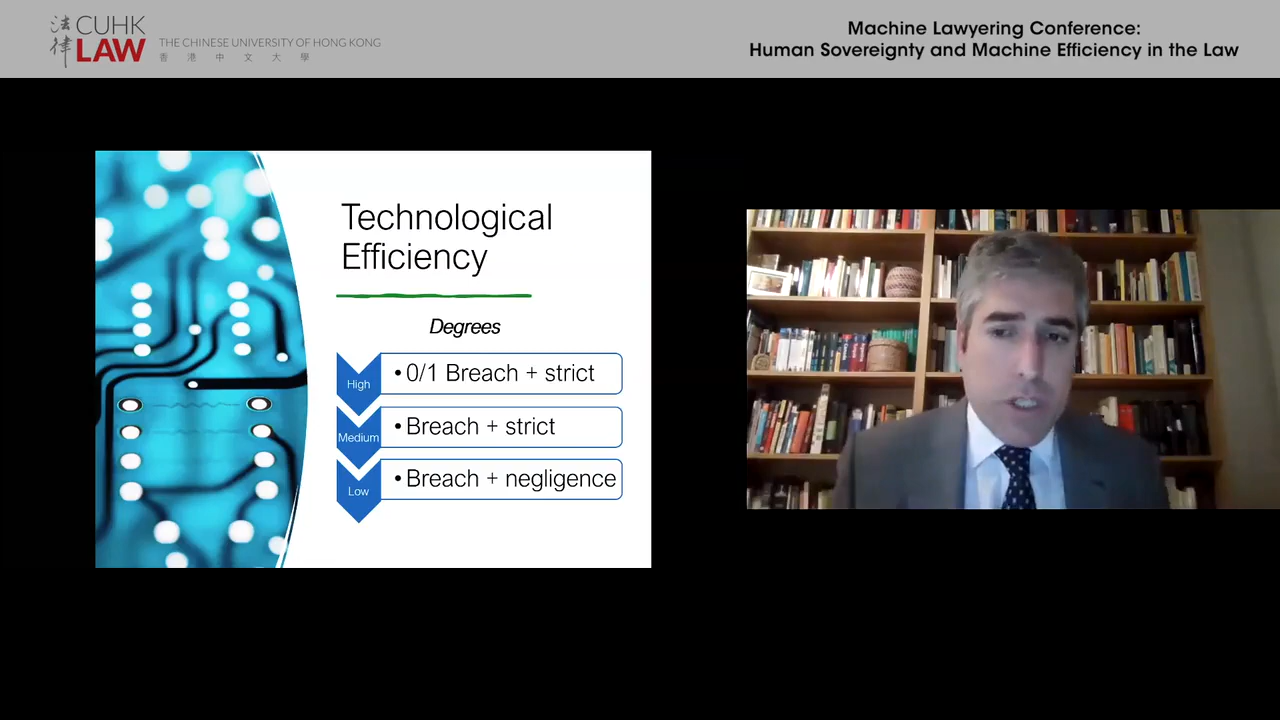 法律
CUHK
LAW
THE CHINESE UNIVERSITY OF HONG KONG
香港中文大學
Machine Lawyering Conference:
Human Sovereignty and Machine Efficiency in the Law
Technological
Efficiency
Degrees
High
• 0/1 Breach + strict
Medium
• Breach + strict
Low
• Breach + negligence